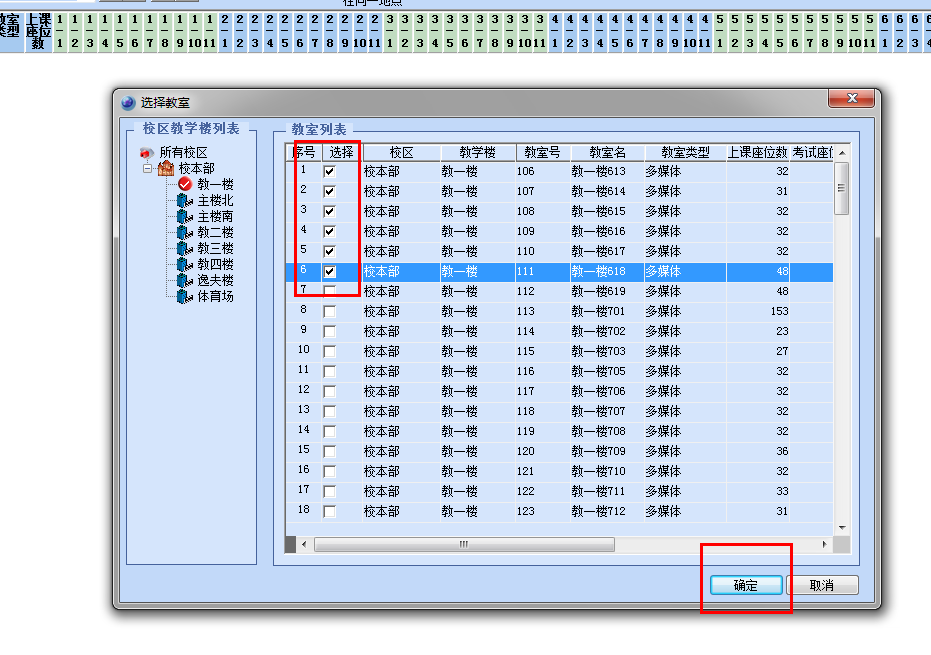 往同一地点
教室类型 上课座位数 1 1 1 1 1 1 1 1 1 1 1 2 2 2 2 2 2 2 2 2 2 2 3 3 3 3 3 3 3 3 3 3 3 4 4 4 4 4 4 4 4 4 4 4 5 5 5 5 5 5 5 5 5 5 5 6 6 6 6
1 2 3 4 5 6 7 8 9 10 11 1 2 3 4 5 6 7 8 9 10 11 1 2 3 4 5 6 7 8 9 10 11 1 2 3 4 5 6 7 8 9 10 11 1 2 3 4 5 6 7 8 9 10 11 1 2 3 4
选择教室
校区教学楼列表
所有校区
校本部
教一楼
主楼北
主楼南
教二楼
教三楼
教四楼
逸夫楼
体育场
教室列表
序号 选择 校区 教学楼 教室号 教室名 教室类型 上课座位数 考试座位
1 校本部 教一楼 106 教一楼613 多媒体 32
2 校本部 教一楼 107 教一楼614 多媒体 31
3 校本部 教一楼 108 教一楼615 多媒体 32
4 校本部 教一楼 109 教一楼616 多媒体 32
5 校本部 教一楼 110 教一楼617 多媒体 32
6 校本部 教一楼 111 教一楼618 多媒体 48
7 校本部 教一楼 112 教一楼619 多媒体 48
8 校本部 教一楼 113 教一楼701 多媒体 153
9 校本部 教一楼 114 教一楼702 多媒体 23
10 校本部 教一楼 115 教一楼703 多媒体 27
11 校本部 教一楼 116 教一楼705 多媒体 32
12 校本部 教一楼 117 教一楼706 多媒体 32
13 校本部 教一楼 118 教一楼707 多媒体 32
14 校本部 教一楼 119 教一楼708 多媒体 32
15 校本部 教一楼 120 教一楼709 多媒体 36
16 校本部 教一楼 121 教一楼710 多媒体 32
17 校本部 教一楼 122 教一楼711 多媒体 33
18 校本部 教一楼 123 教一楼712 多媒体 31
确定
取消